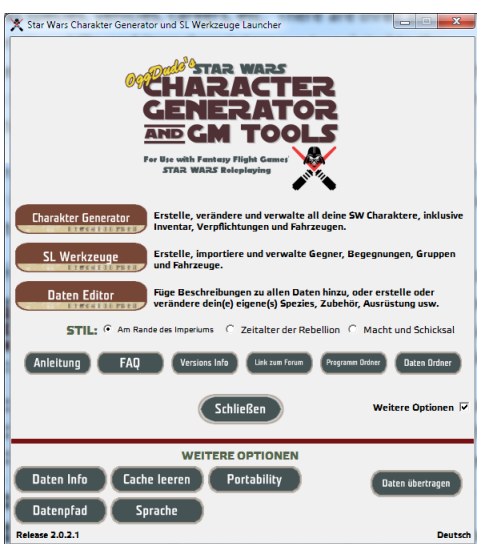 Star Wars Charakter Generator und SL Werkzeuge Launcher
OggDude's STAR WARS
CHARACTER
GENERATOR
AND GM TOOLS
For Use with Fantasy Flight Games'
STAR WARS Roleplaying
Charakter Generator
Erstelle, verändere und verwalte all deine SW Charaktere, inklusive
Inventar, Verpflichtungen und Fahrzeugen.
SL Werkzeuge
Erstelle, importiere und verwalte Gegner, Begegnungen, Gruppen
und Fahrzeuge.
Daten Editor
Füge Beschreibungen zu allen Daten hinzu, oder erstelle oder
verändere dein(e) eigene(s) Spezies, Zubehör, Ausrüstung usw.
STIL: Am Rande des Imperiums Zeitalter der Rebellion Macht und Schicksal
Anleitung FAQ Versions Info Link zum Forum Programm Ordner Daten Ordner
Schließen Weitere Optionen
WEITERE OPTIONEN
Daten Info Cache leeren Portability Daten übertragen
Datenpfad Sprache
Release 2.0.2.1 Deutsch